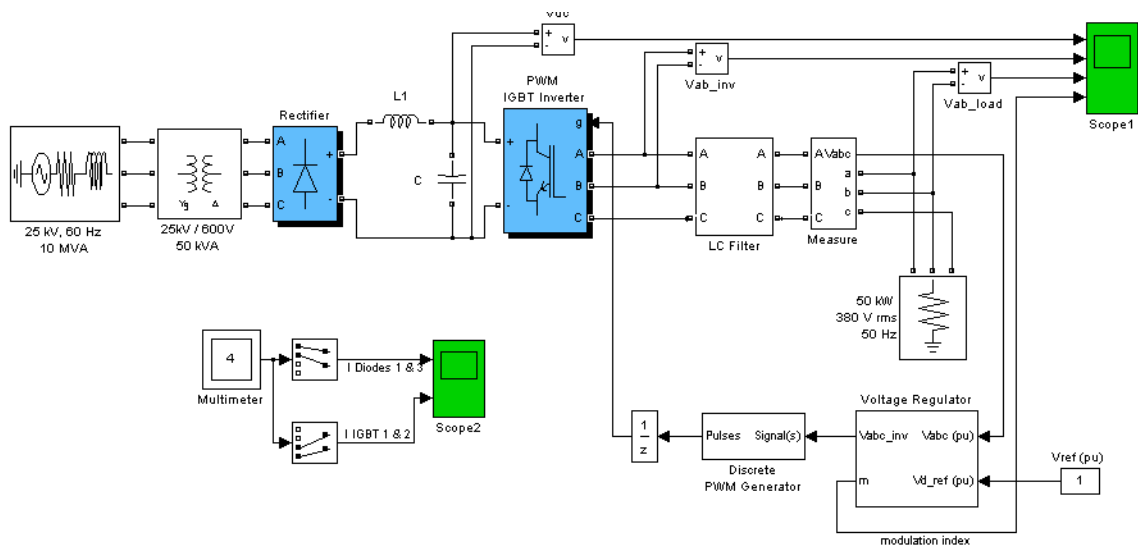 Vdc
v
Vab_inv
v
Vab_load
v
Scope1
PWM
IGBT Inverter
L1
Rectifier
C
25 kV, 60 Hz
10 MVA
Yg Δ
25kV / 600V
50 kVA
A
B
C
+
-
+
-
g
A
B
C
A A
B B
C C
LC Filter
A Vabc
a
B b
C c
Measure
50 kW
380 V rms
50 Hz
4
Multimeter
I Diodes 1 & 3
I IGBT 1 & 2
Scope2
1
z
Pulses Signal(s)
Discrete
PWM Generator
Voltage Regulator
Vabc_inv Vabc (pu)
m Vd_ref (pu)
Vref (pu)
1
modulation index